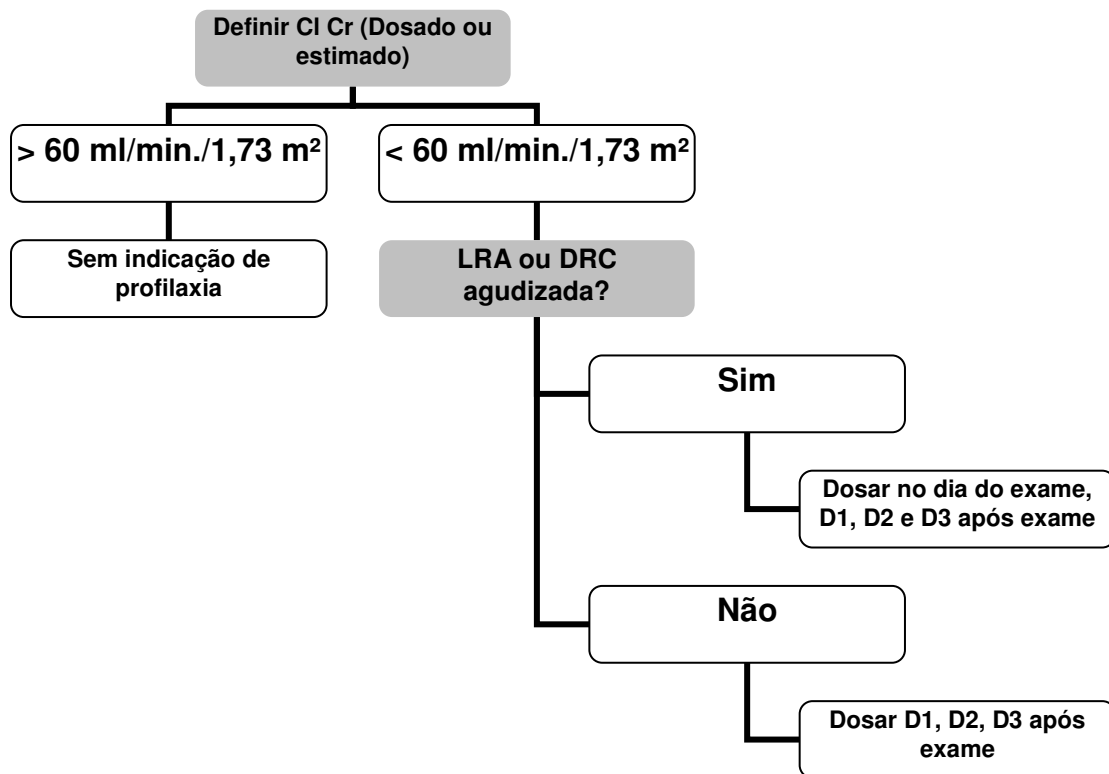 Definir Cl Cr (Dosado ou
estimado)
> 60 ml/min./1,73 m²
< 60 ml/min./1,73 m²
Sem indicação de
profilaxia
LRA ou DRC
agudizada?
Sim
Dosar no dia do exame,
D1, D2 e D3 após exame
Não
Dosar D1, D2, D3 após
exame